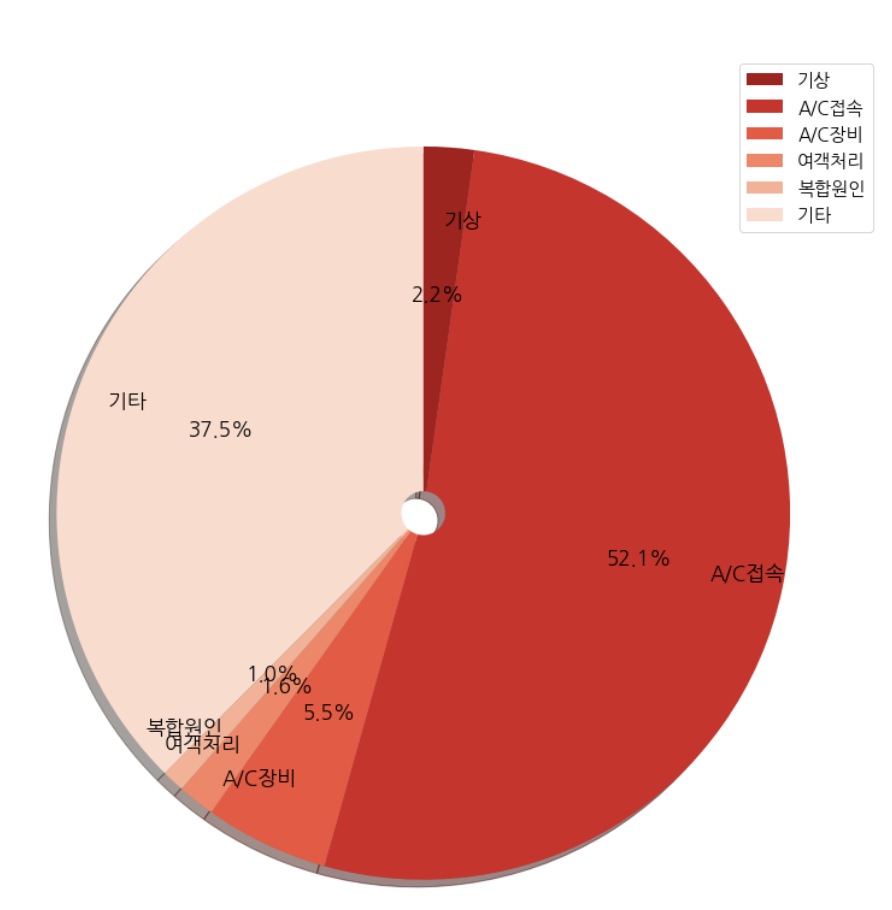 기상
A/C접속
A/C장비
여객처리
복합원인
기타
기상
2.2%
기타
37.5%
52.1%
A/C접속
1.0%
1.6%
5.5%
복합원인
여객처리
A/C장비